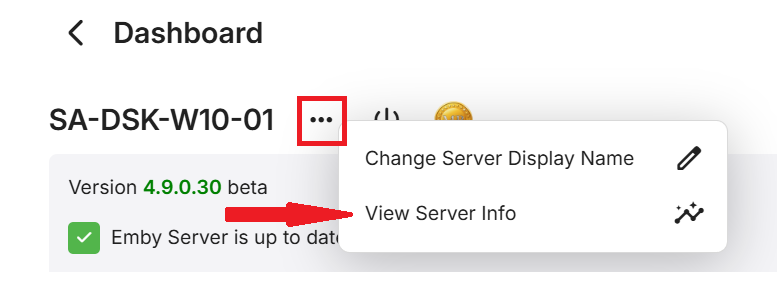 Dashboard
SA-DSK-W10-01
Change Server Display Name
Version 4.9.0.30 beta
View Server Info
Emby Server is up to date